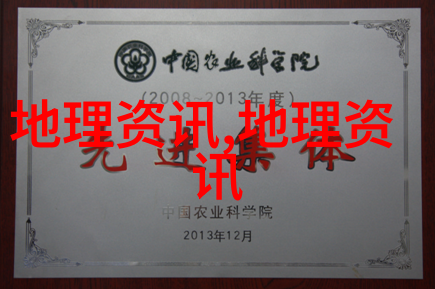 中国农业科学院
(2008-2013年度)
地理资讯,地理资
讯
先进集体
中国农业科学院
2013年12月